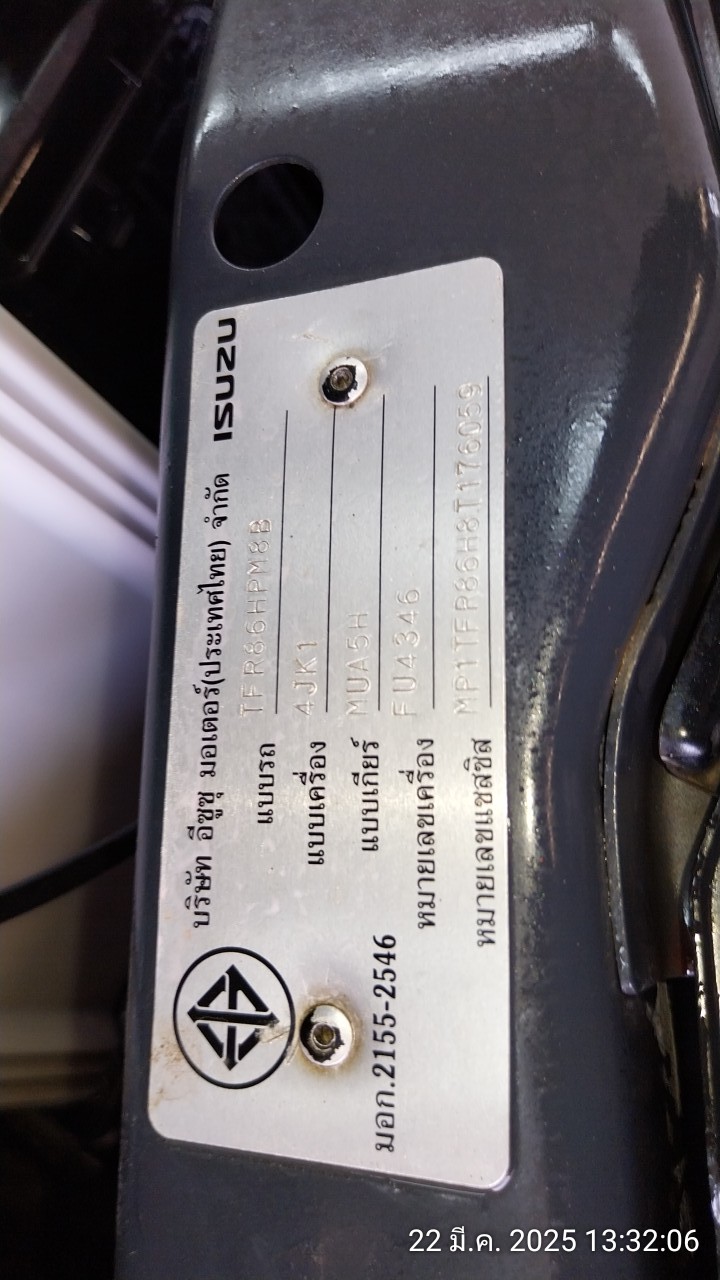 บริษัท อีซูซุ มอเตอร์(ประเทศไทย) จำกัด ISUZU
แบบรถ TFR86HPM8B
แบบเครื่อง 4JK1
แบบเกียร์ MUA5H
หมายเลขเครื่อง FU4346
หมายเลขแชสซิส MP1TFR86H8T176059
มอก.2155-2546
22 มี.ค. 2025 13:32:06